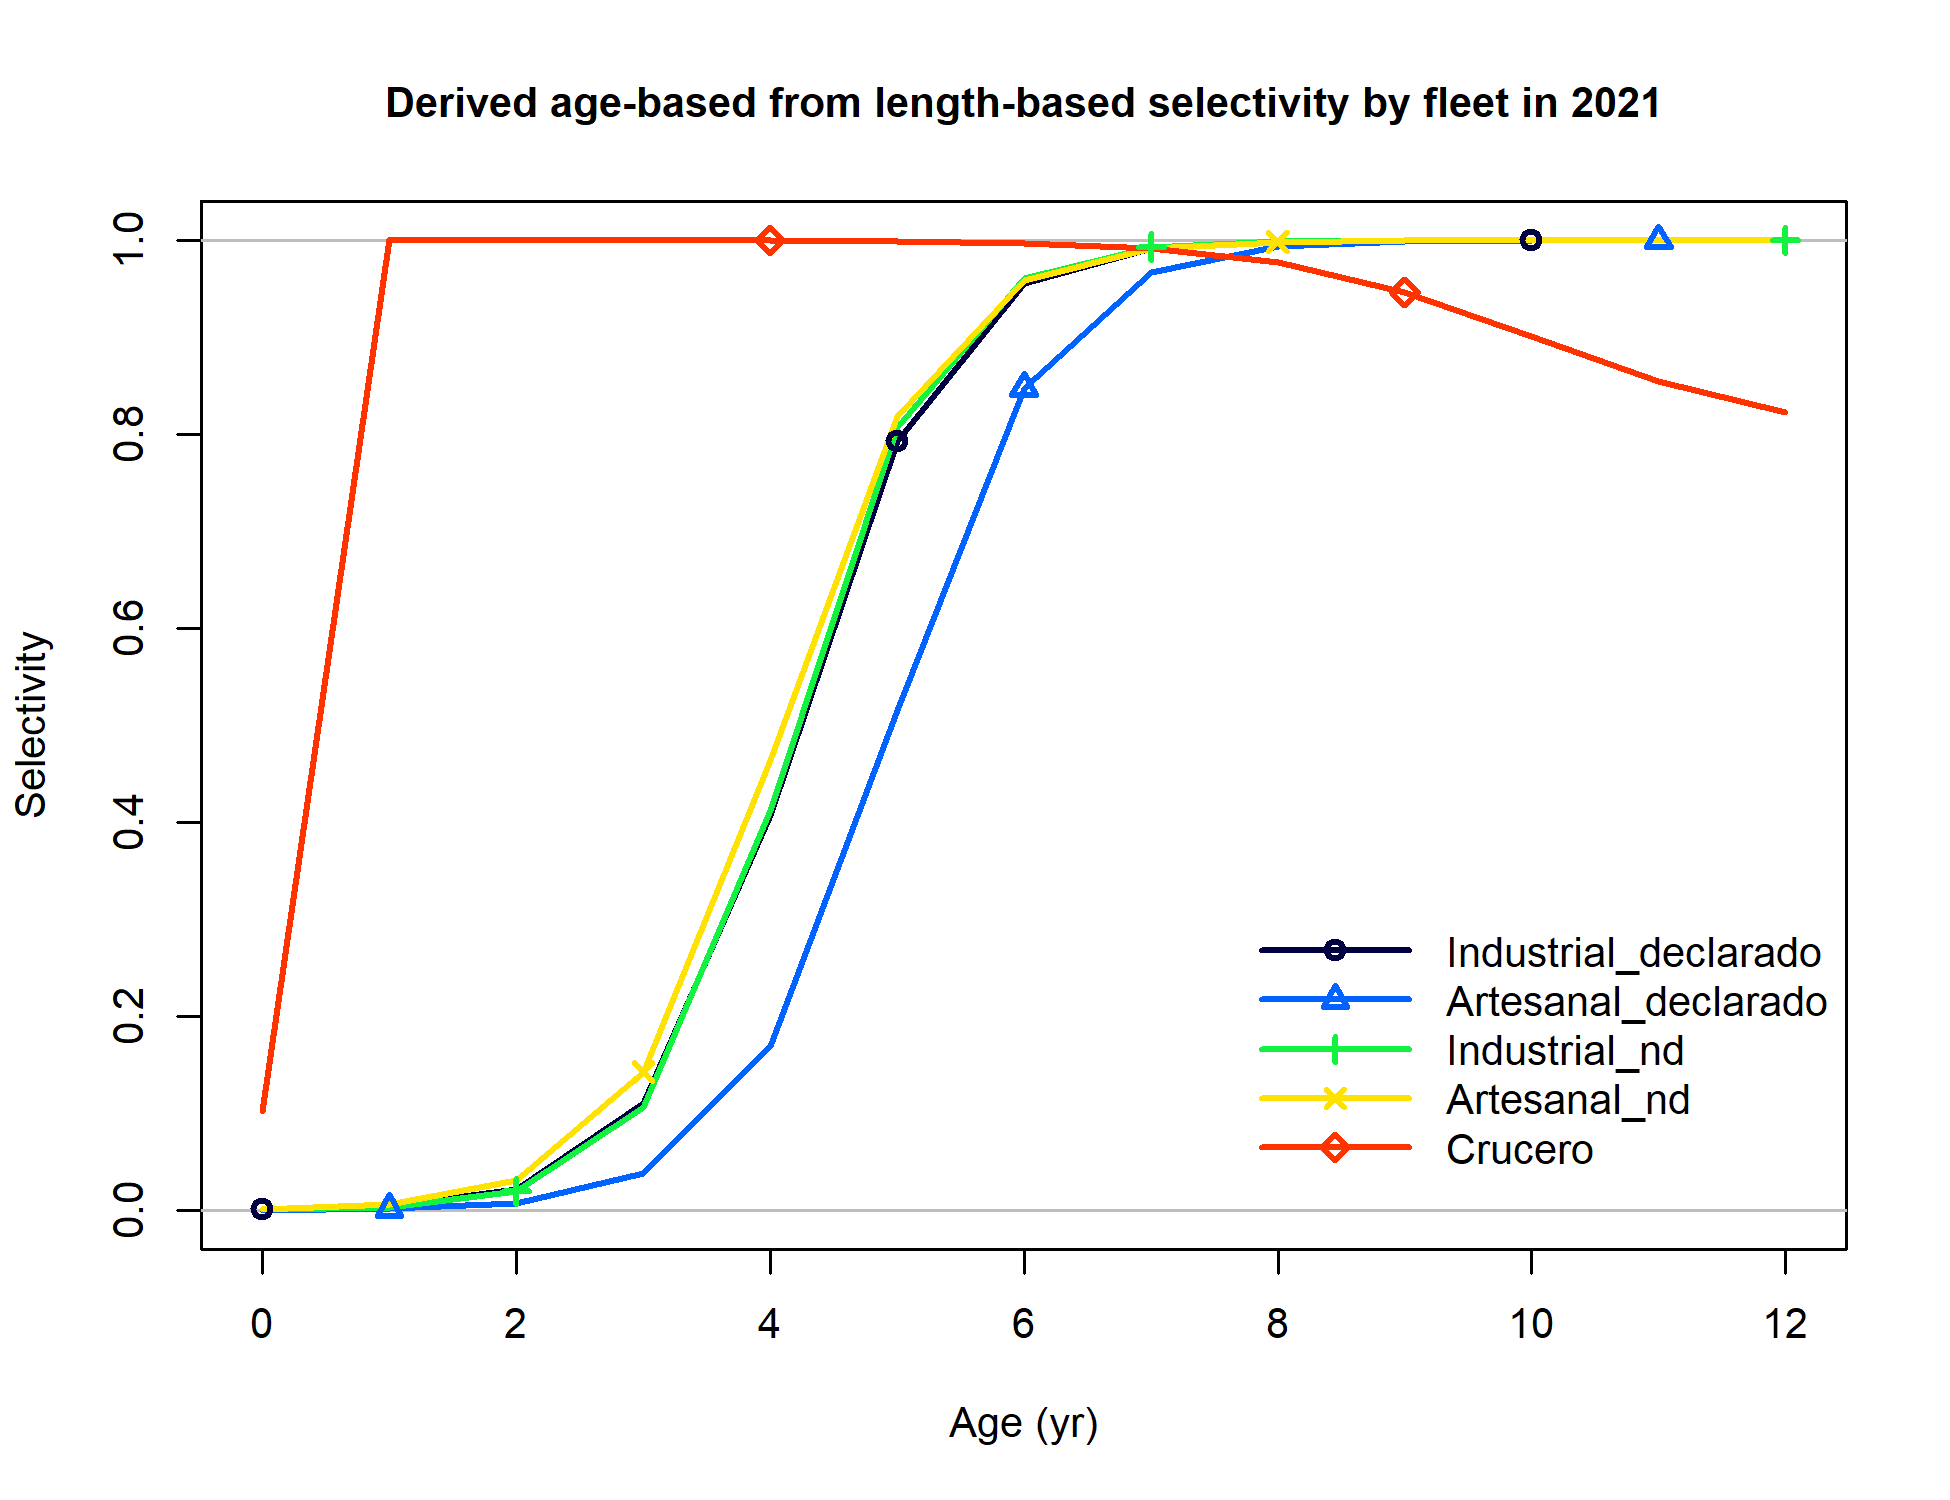 Derived age-based from length-based selectivity by fleet in 2021
Selectivity
1.0
0.8
0.6
0.4
0.2
0.0
Industrial_declarado
Artesanal_declarado
Industrial_nd
Artesanal_nd
Crucero
0 2 4 6 8 10 12
Age (yr)